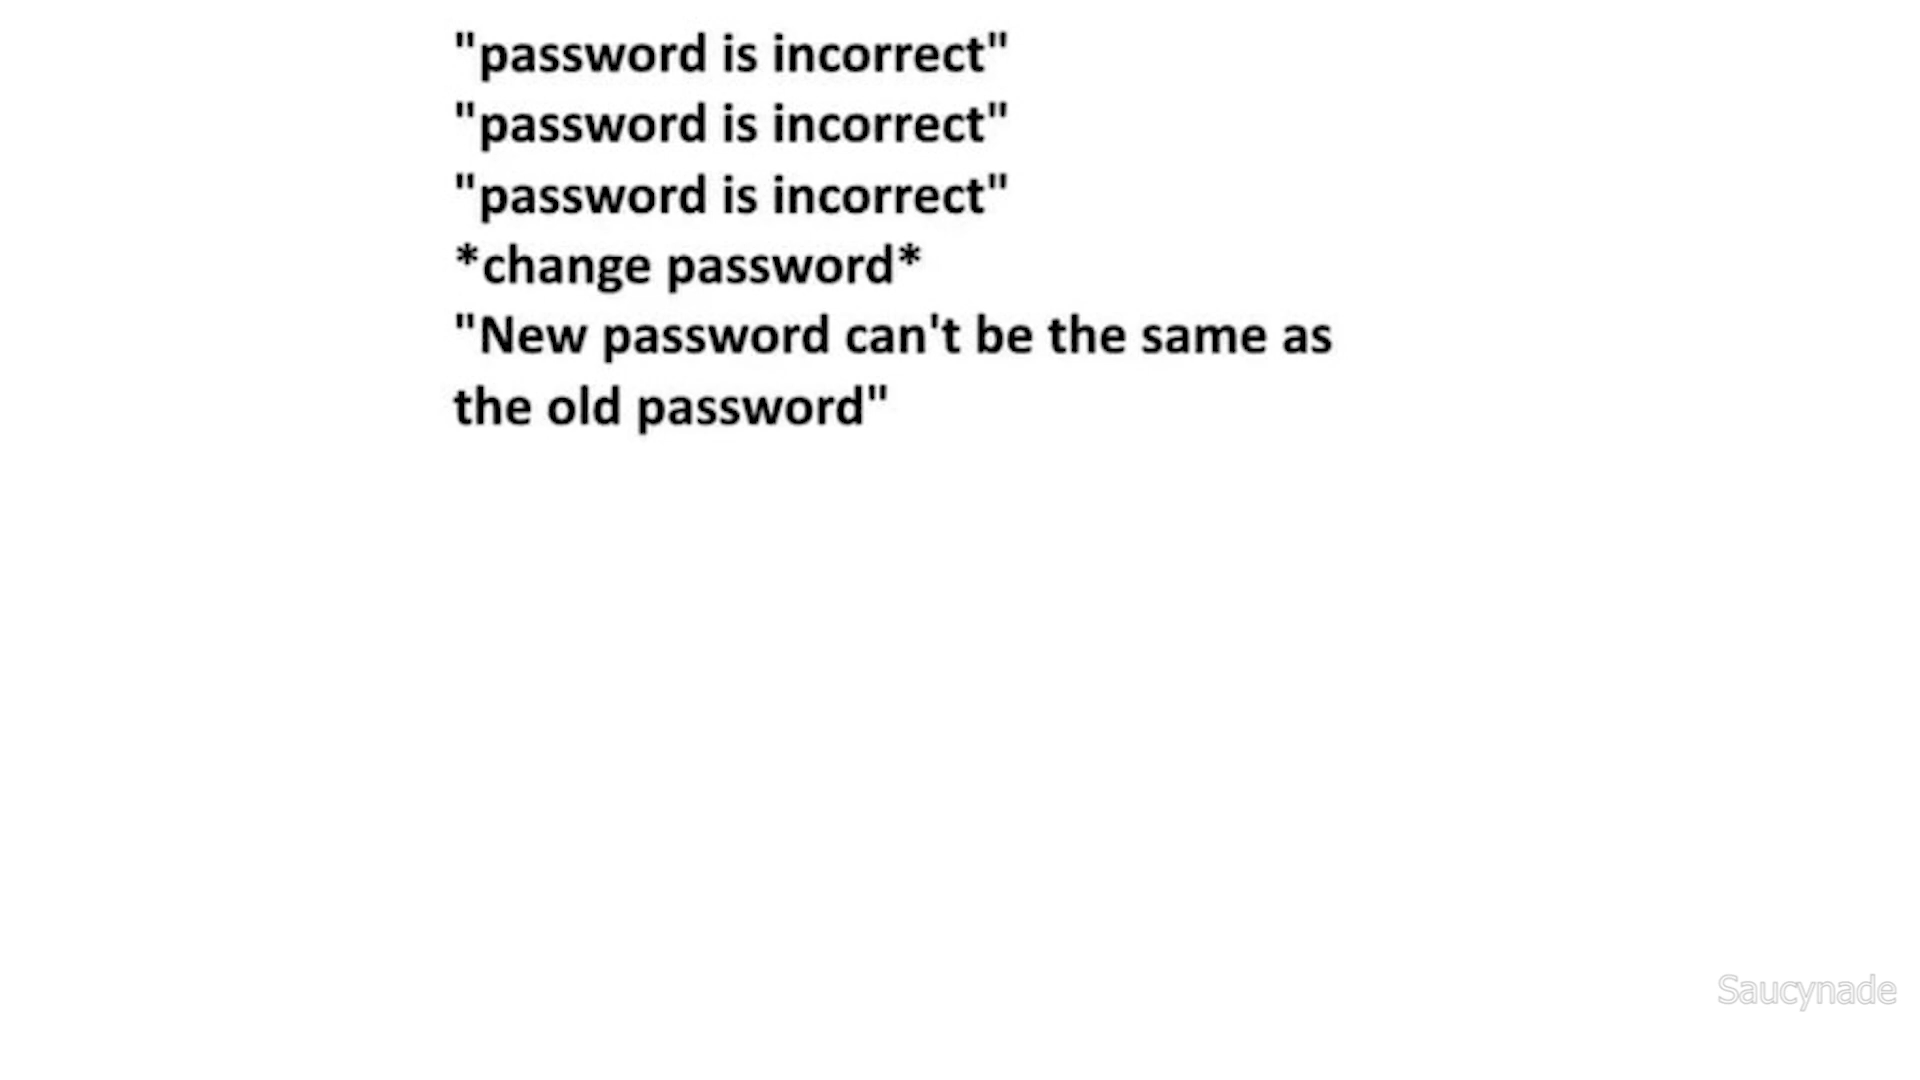 "password is incorrect"
"password is incorrect"
"password is incorrect"
*change password*
"New password can't be the same as
the old password"
Saucynade